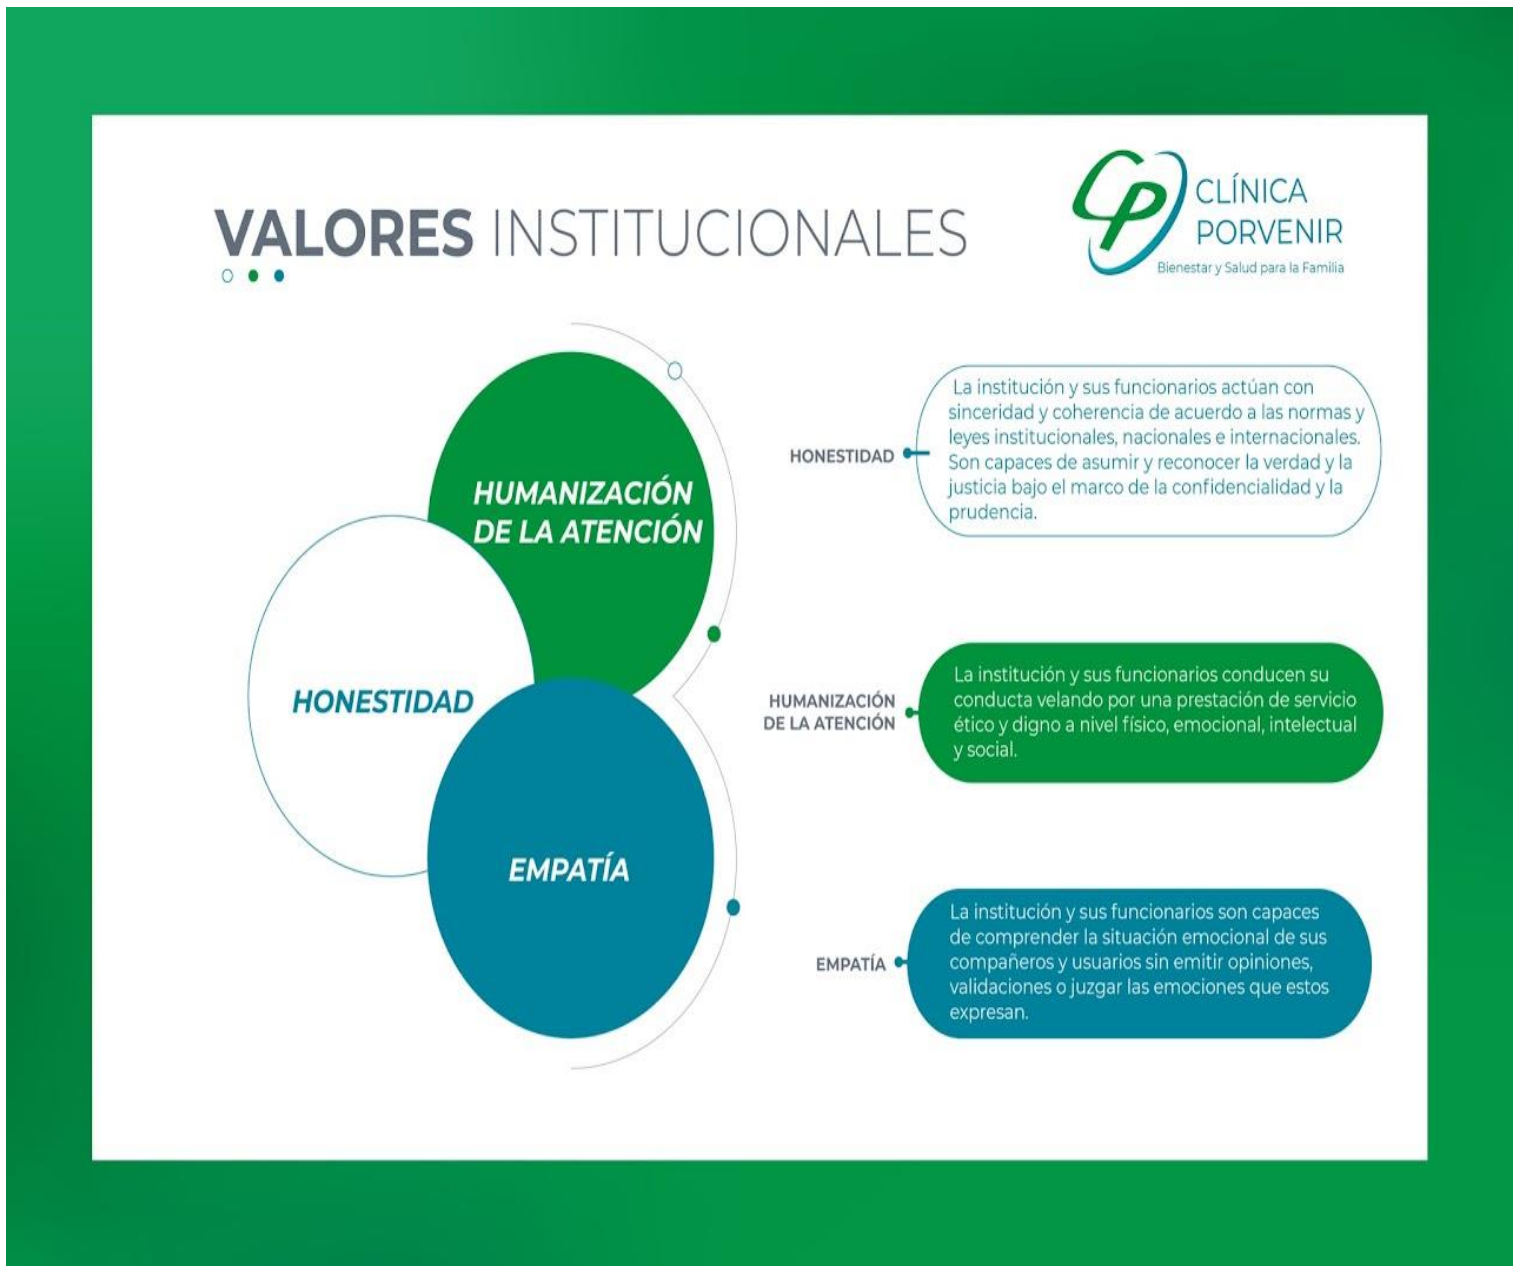 VALORES INSTITUCIONALES
CP
CLÍNICA
PORVENIR
Bienestar y Salud para la Familia
HUMANIZACIÓN
DE LA ATENCIÓN
HONESTIDAD
EMPATÍA
HONESTIDAD
La institución y sus funcionarios actúan con
sinceridad y coherencia de acuerdo a las normas y
leyes institucionales, nacionales e internacionales.
Son capaces de asumir y reconocer la verdad y la
justicia bajo el marco de la confidencialidad y la
prudencia.
HUMANIZACIÓN
DE LA ATENCIÓN
La institución y sus funcionarios conducen su
conducta velando por una prestación de servicio
ético y digno a nivel físico, emocional, intelectual
y social.
EMPATÍA
La institución y sus funcionarios son capaces
de comprender la situación emocional de sus
compañeros y usuarios sin emitir opiniones,
validaciones o juzgar las emociones que estos
expresan.